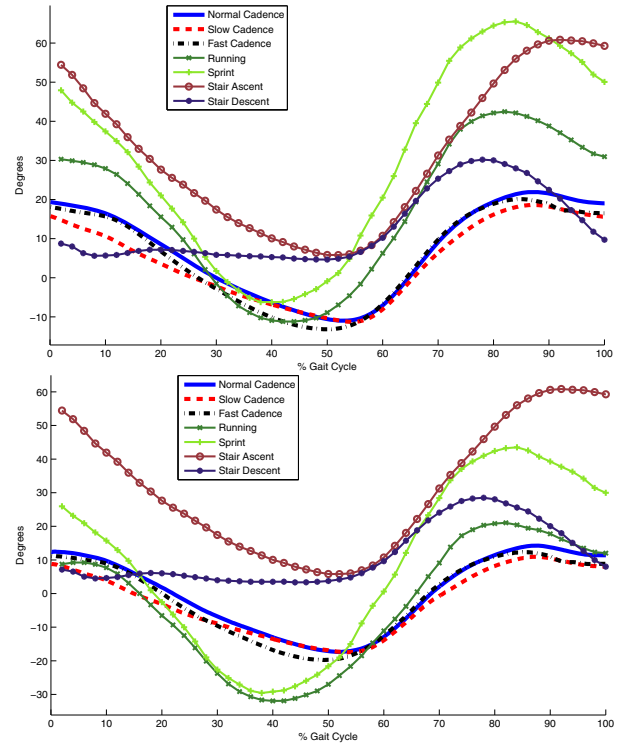 Normal Cadence
Slow Cadence
Fast Cadence
Running
Sprint
Stair Ascent
Stair Descent
60
50
40
30
20
10
0
−10
Degrees
0 10 20 30 40 50 60 70 80 90 100
% Gait Cycle
Normal Cadence
Slow Cadence
Fast Cadence
Running
Sprint
Stair Ascent
Stair Descent
60
50
40
30
20
10
0
−10
−20
−30
Degrees
0 10 20 30 40 50 60 70 80 90 100
% Gait Cycle